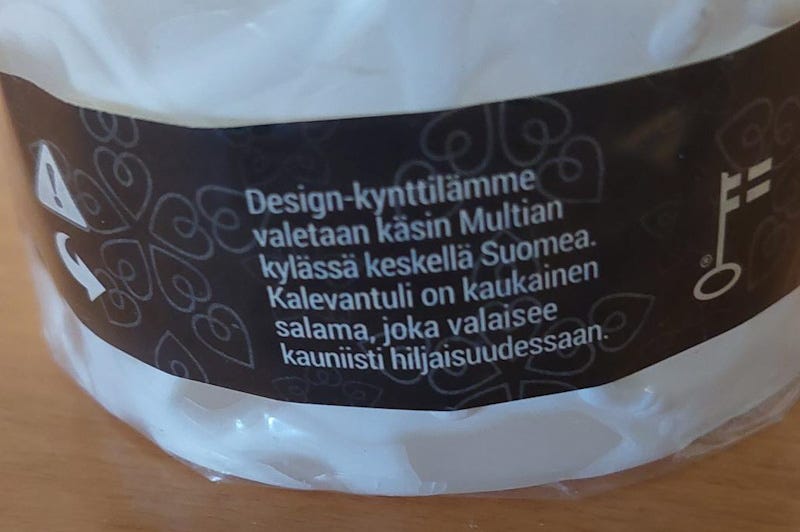 Design-kynttilämme
valetaan käsin Multian
kylässä keskellä Suomea.
Kalevantuli on kaukainen
salama, joka valaisee
kauniisti hiljaisuudessaan.
®